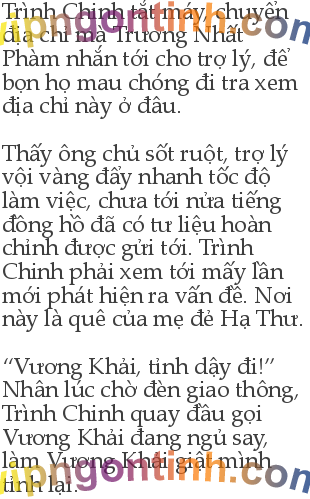 Trình Chinh tắt máy, chuyển
địa chỉ mà Trương Nhất
Phàm nhắn tới cho trợ lý, để
bọn họ mau chóng đi tra xem
địa chỉ này ở đâu.
Thấy ông chủ sốt ruột, trợ lý
vội vàng đẩy nhanh tốc độ
làm việc, chưa tới nửa tiếng
đồng hồ đã có tư liệu hoàn
chỉnh được gửi tới. Trình
Chinh phải xem tới mấy lần
mới phát hiện ra vấn đề. Nơi
này là quê của mẹ đẻ Hạ Thư.
“Vương Khải, tỉnh dậy đi!”
Nhân lúc chờ đèn giao thông,
Trình Chinh quay đầu gọi
Vương Khải đang ngủ say,
làm Vương Khải giật mình
tỉnh lại.
vipngontinh.com
vipngontinh.com